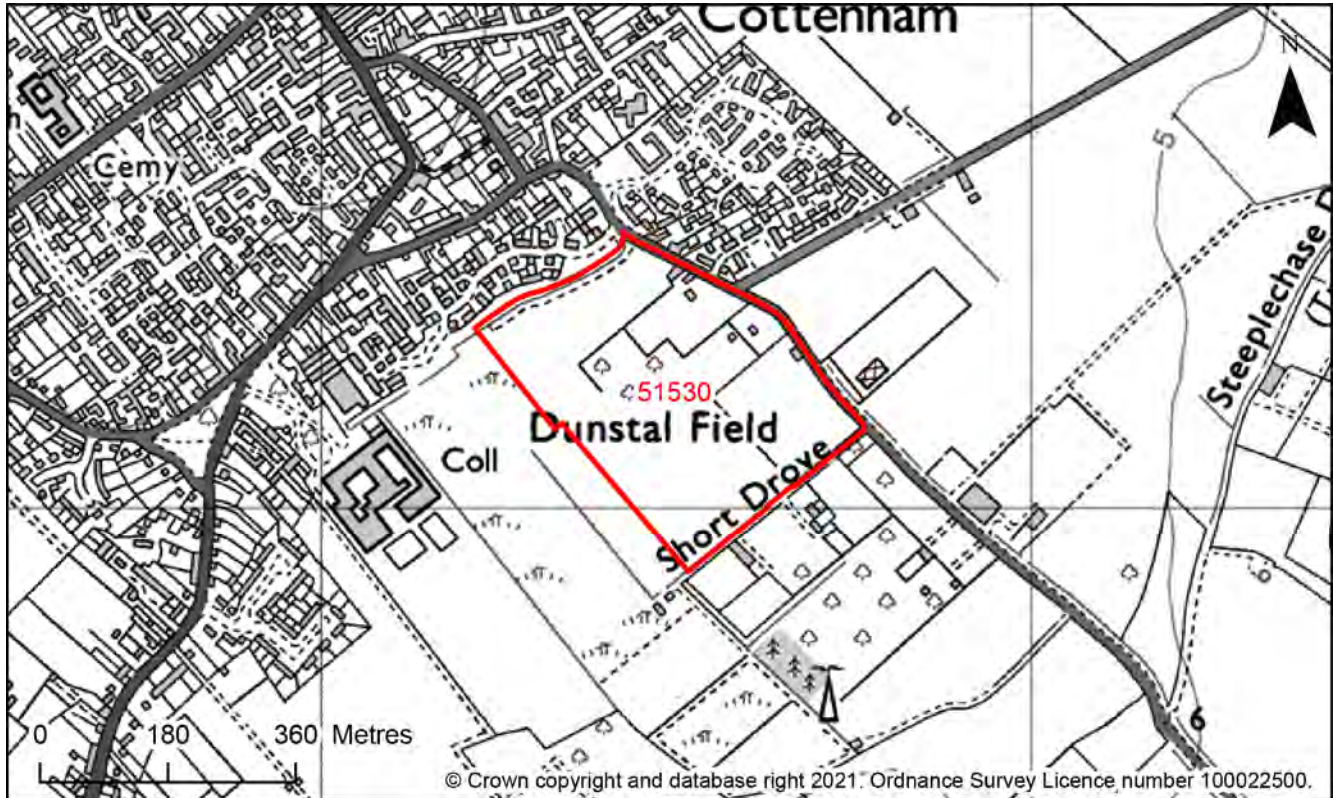 Cottenham
N
Cemy
5
Steeplechase
51530
Dunstal Field
Coll
Short Drove
6
0 180 360 Metres
© Crown copyright and database right 2021. Ordnance Survey Licence number 100022500.